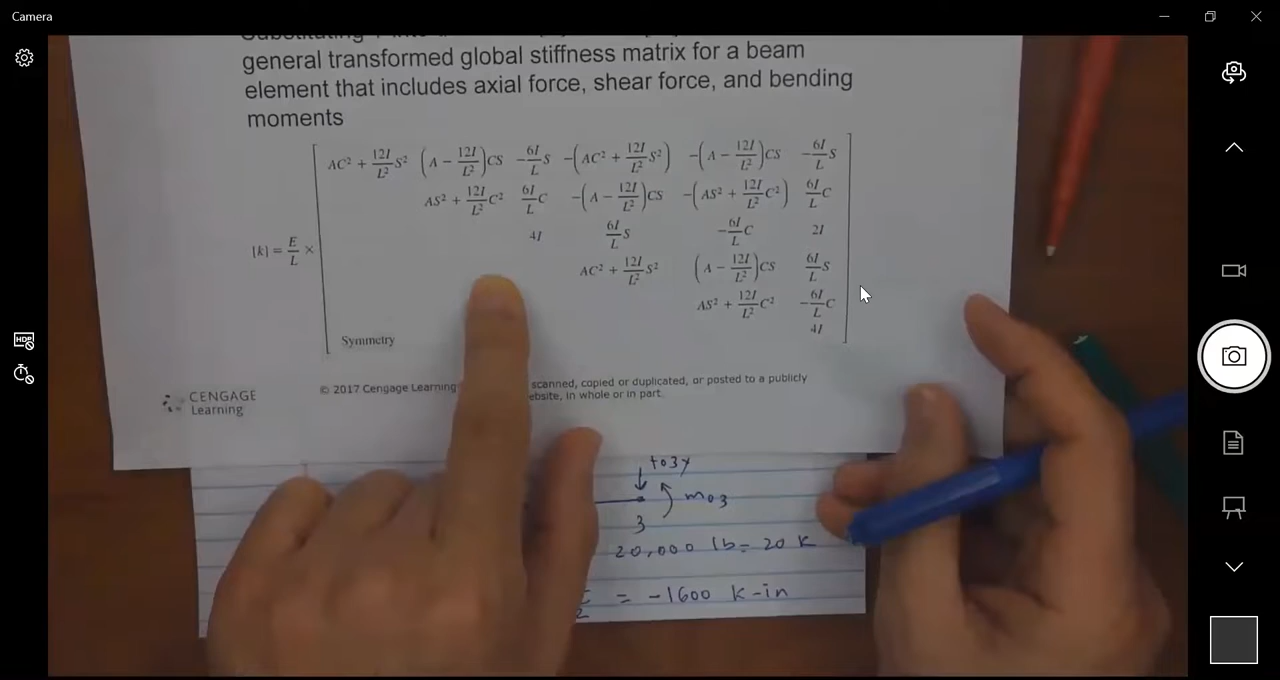 Camera
general transformed global stiffness matrix for a beam
element that includes axial force, shear force, and bending
moments
AC² + 12I/L² S² (A − 12I/L²)CS −6I/L S −(AC² + 12I/L² S²) −(A − 12I/L²)CS −6I/L S
AS² + 12I/L² C² 6I/L C −(A − 12I/L²)CS −(AS² + 12I/L² C²) 6I/L C
[k] = E/L × 4I 6I/L S −6I/L C 2I
AC² + 12I/L² S² (A − 12I/L²)CS 6I/L S
AS² + 12I/L² C² −6I/L C
Symmetry 4I
CENGAGE
Learning
© 2017 Cengage Learning scanned, copied or duplicated, or posted to a publicly
ebsite, in whole or in part.
fo3y
mo3
3
20,000 lb = 20 K
= -1600 K-in
2